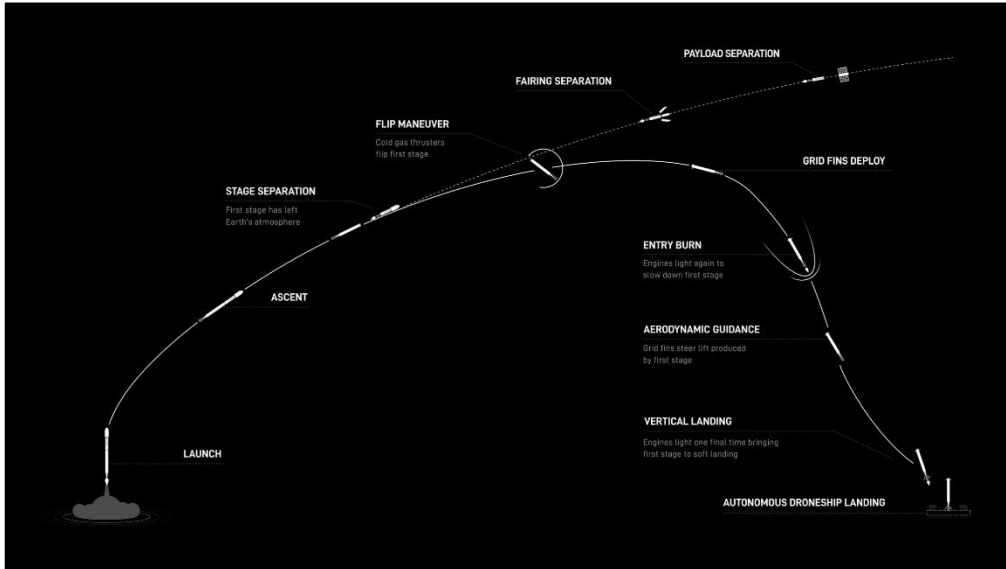 PAYLOAD SEPARATION
FAIRING SEPARATION
FLIP MANEUVER
Cold gas thrusters
flip first stage
GRID FINS DEPLOY
STAGE SEPARATION
First stage has left
Earth's atmosphere
ENTRY BURN
Engines light again to
slow down first stage
ASCENT
AERODYNAMIC GUIDANCE
Grid fins steer lift produced
by first stage
VERTICAL LANDING
Engines light one final time bringing
first stage to soft landing
LAUNCH
AUTONOMOUS DRONESHIP LANDING